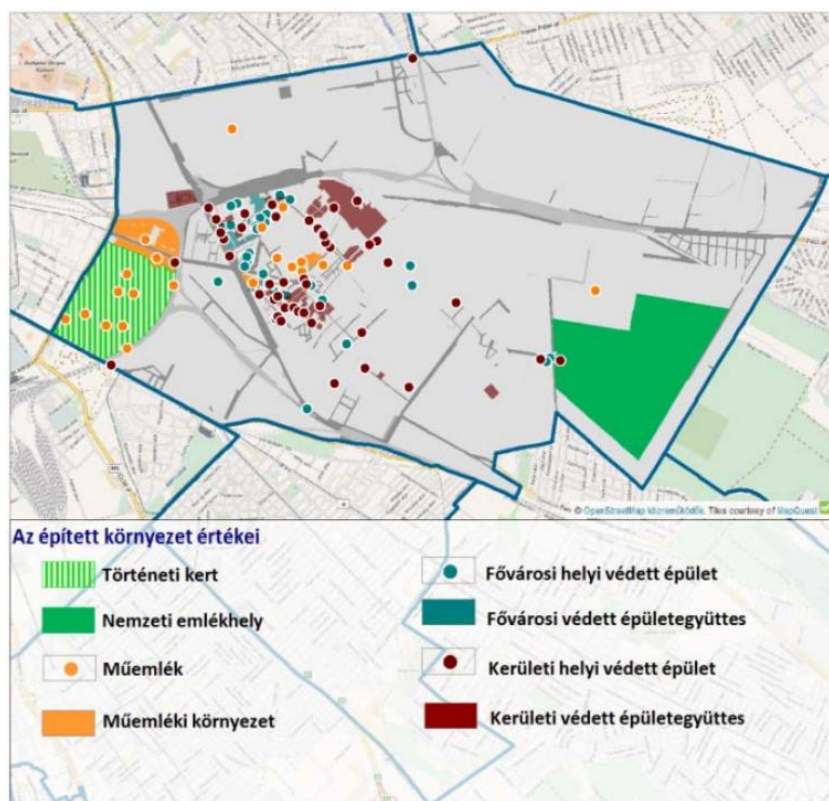 © OpenStreetMap közreműködők. Tiles courtesy of MapQuest
Az épített környezet értékei
Történeti kert
Nemzeti emlékhely
Műemlék
Műemléki környezet
Fővárosi helyi védett épület
Fővárosi védett épületegyüttes
Kerületi helyi védett épület
Kerületi védett épületegyüttes